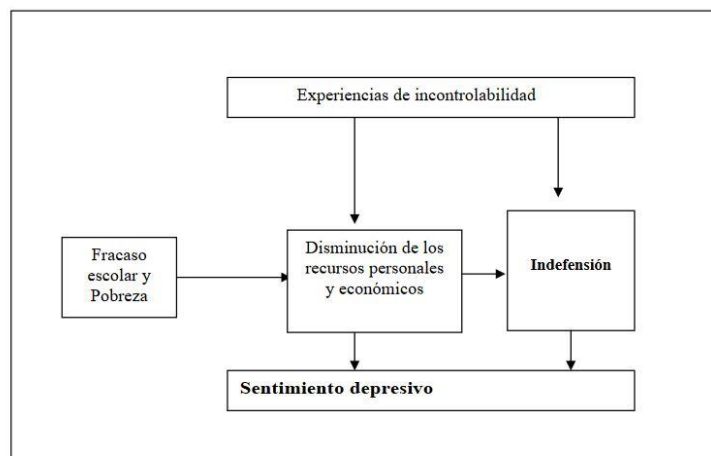 Experiencias de incontrolabilidad
Fracaso
escolar y
Pobreza
Disminución de los
recursos personales
y económicos
Indefensión
Sentimiento depresivo